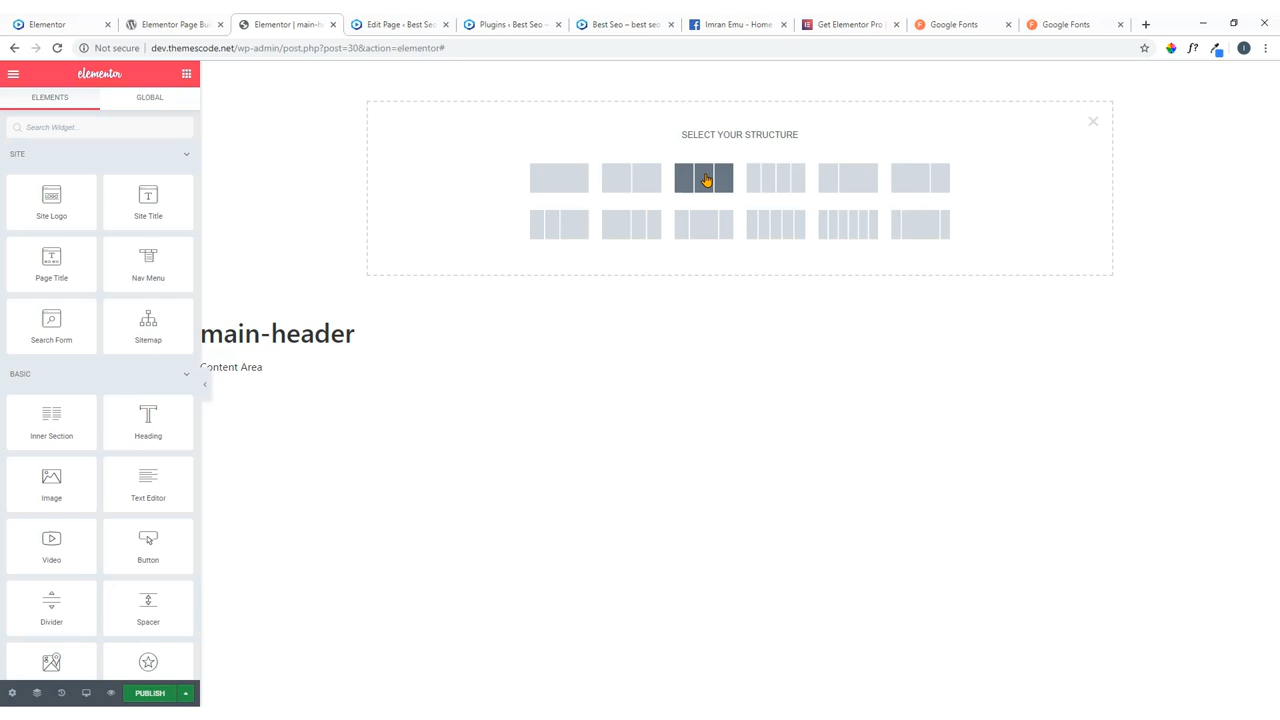 Elementor
Elementor Page Bu
Elementor | main-h
Edit Page ‹ Best Seo
Plugins ‹ Best Seo –
Best Seo – best seo
Imran Emu - Home
Get Elementor Pro |
Google Fonts
Google Fonts
Not secure
dev.themescode.net/wp-admin/post.php?post=30&action=elementor#
f?
I
elementor
ELEMENTS
GLOBAL
Search Widget...
SITE
LOGO
Site Logo
Site Title
Page Title
Nav Menu
Search Form
Sitemap
BASIC
Inner Section
Heading
Image
Text Editor
Video
Button
Divider
Spacer
PUBLISH
SELECT YOUR STRUCTURE
main-header
Content Area